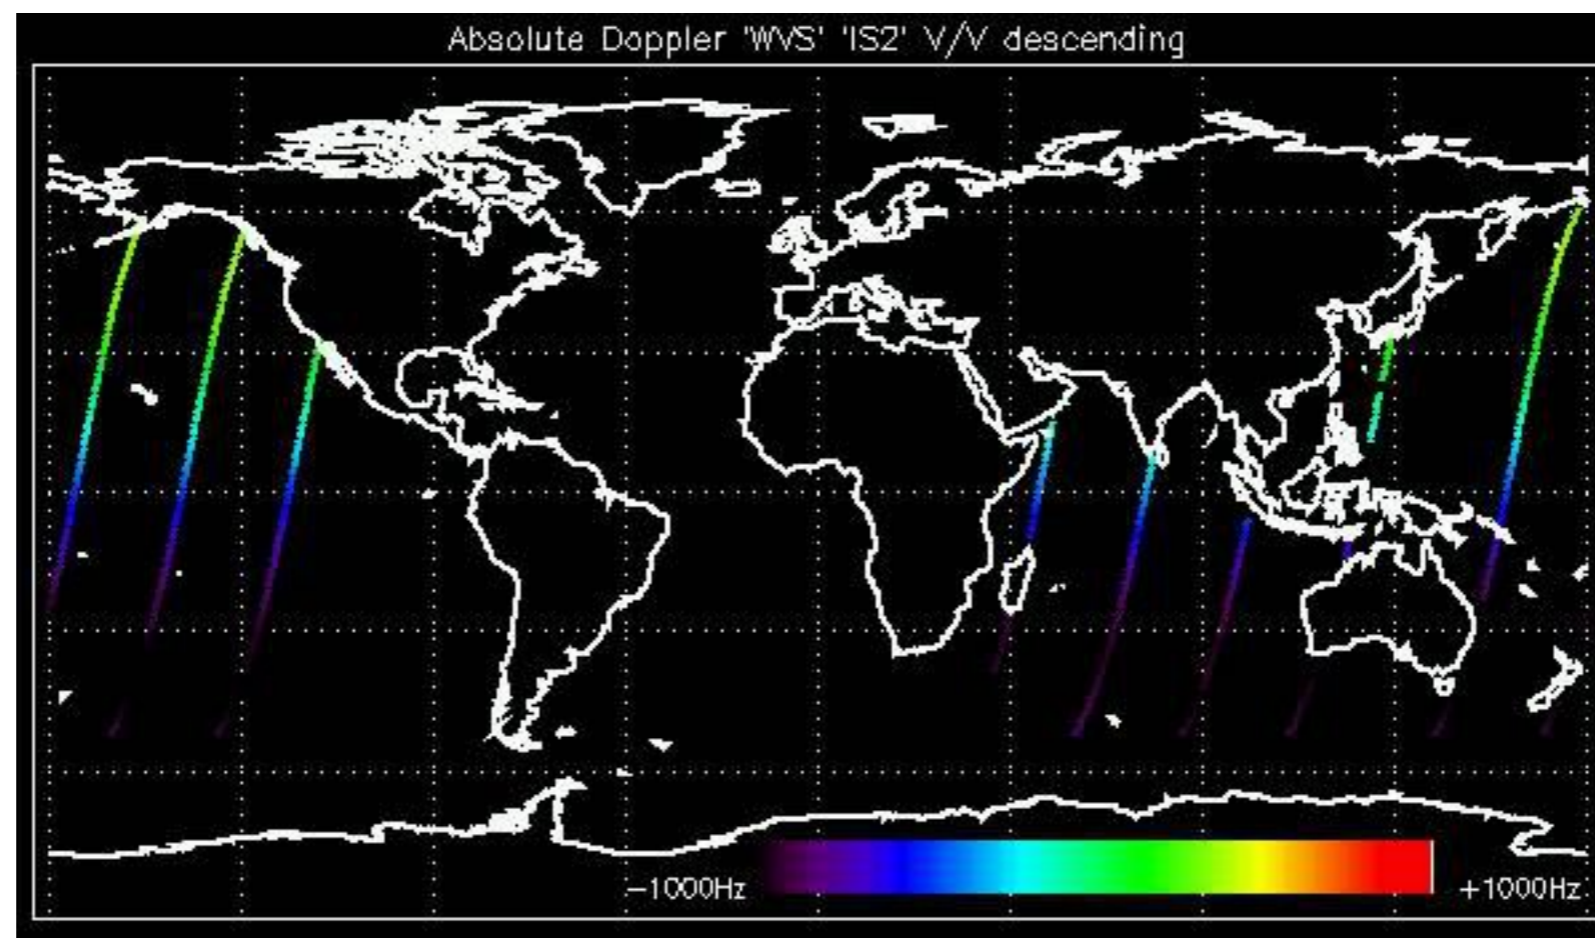 Absolute Doppler 'WVS' 'IS2' V/V descending
-1000Hz
+1000Hz